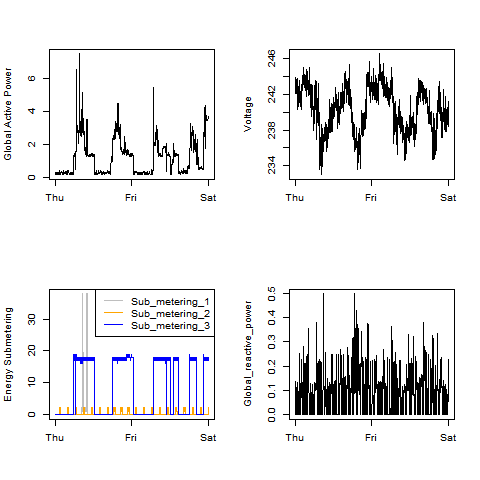 Global Active Power
6
4
2
0
Thu
Fri
Sat
Voltage
246
242
238
234
Thu
Fri
Sat
Energy Submetering
30
20
10
0
Sub_metering_1
Sub_metering_2
Sub_metering_3
Thu
Fri
Sat
Global_reactive_power
0.5
0.4
0.3
0.2
0.1
0.0
Thu
Fri
Sat